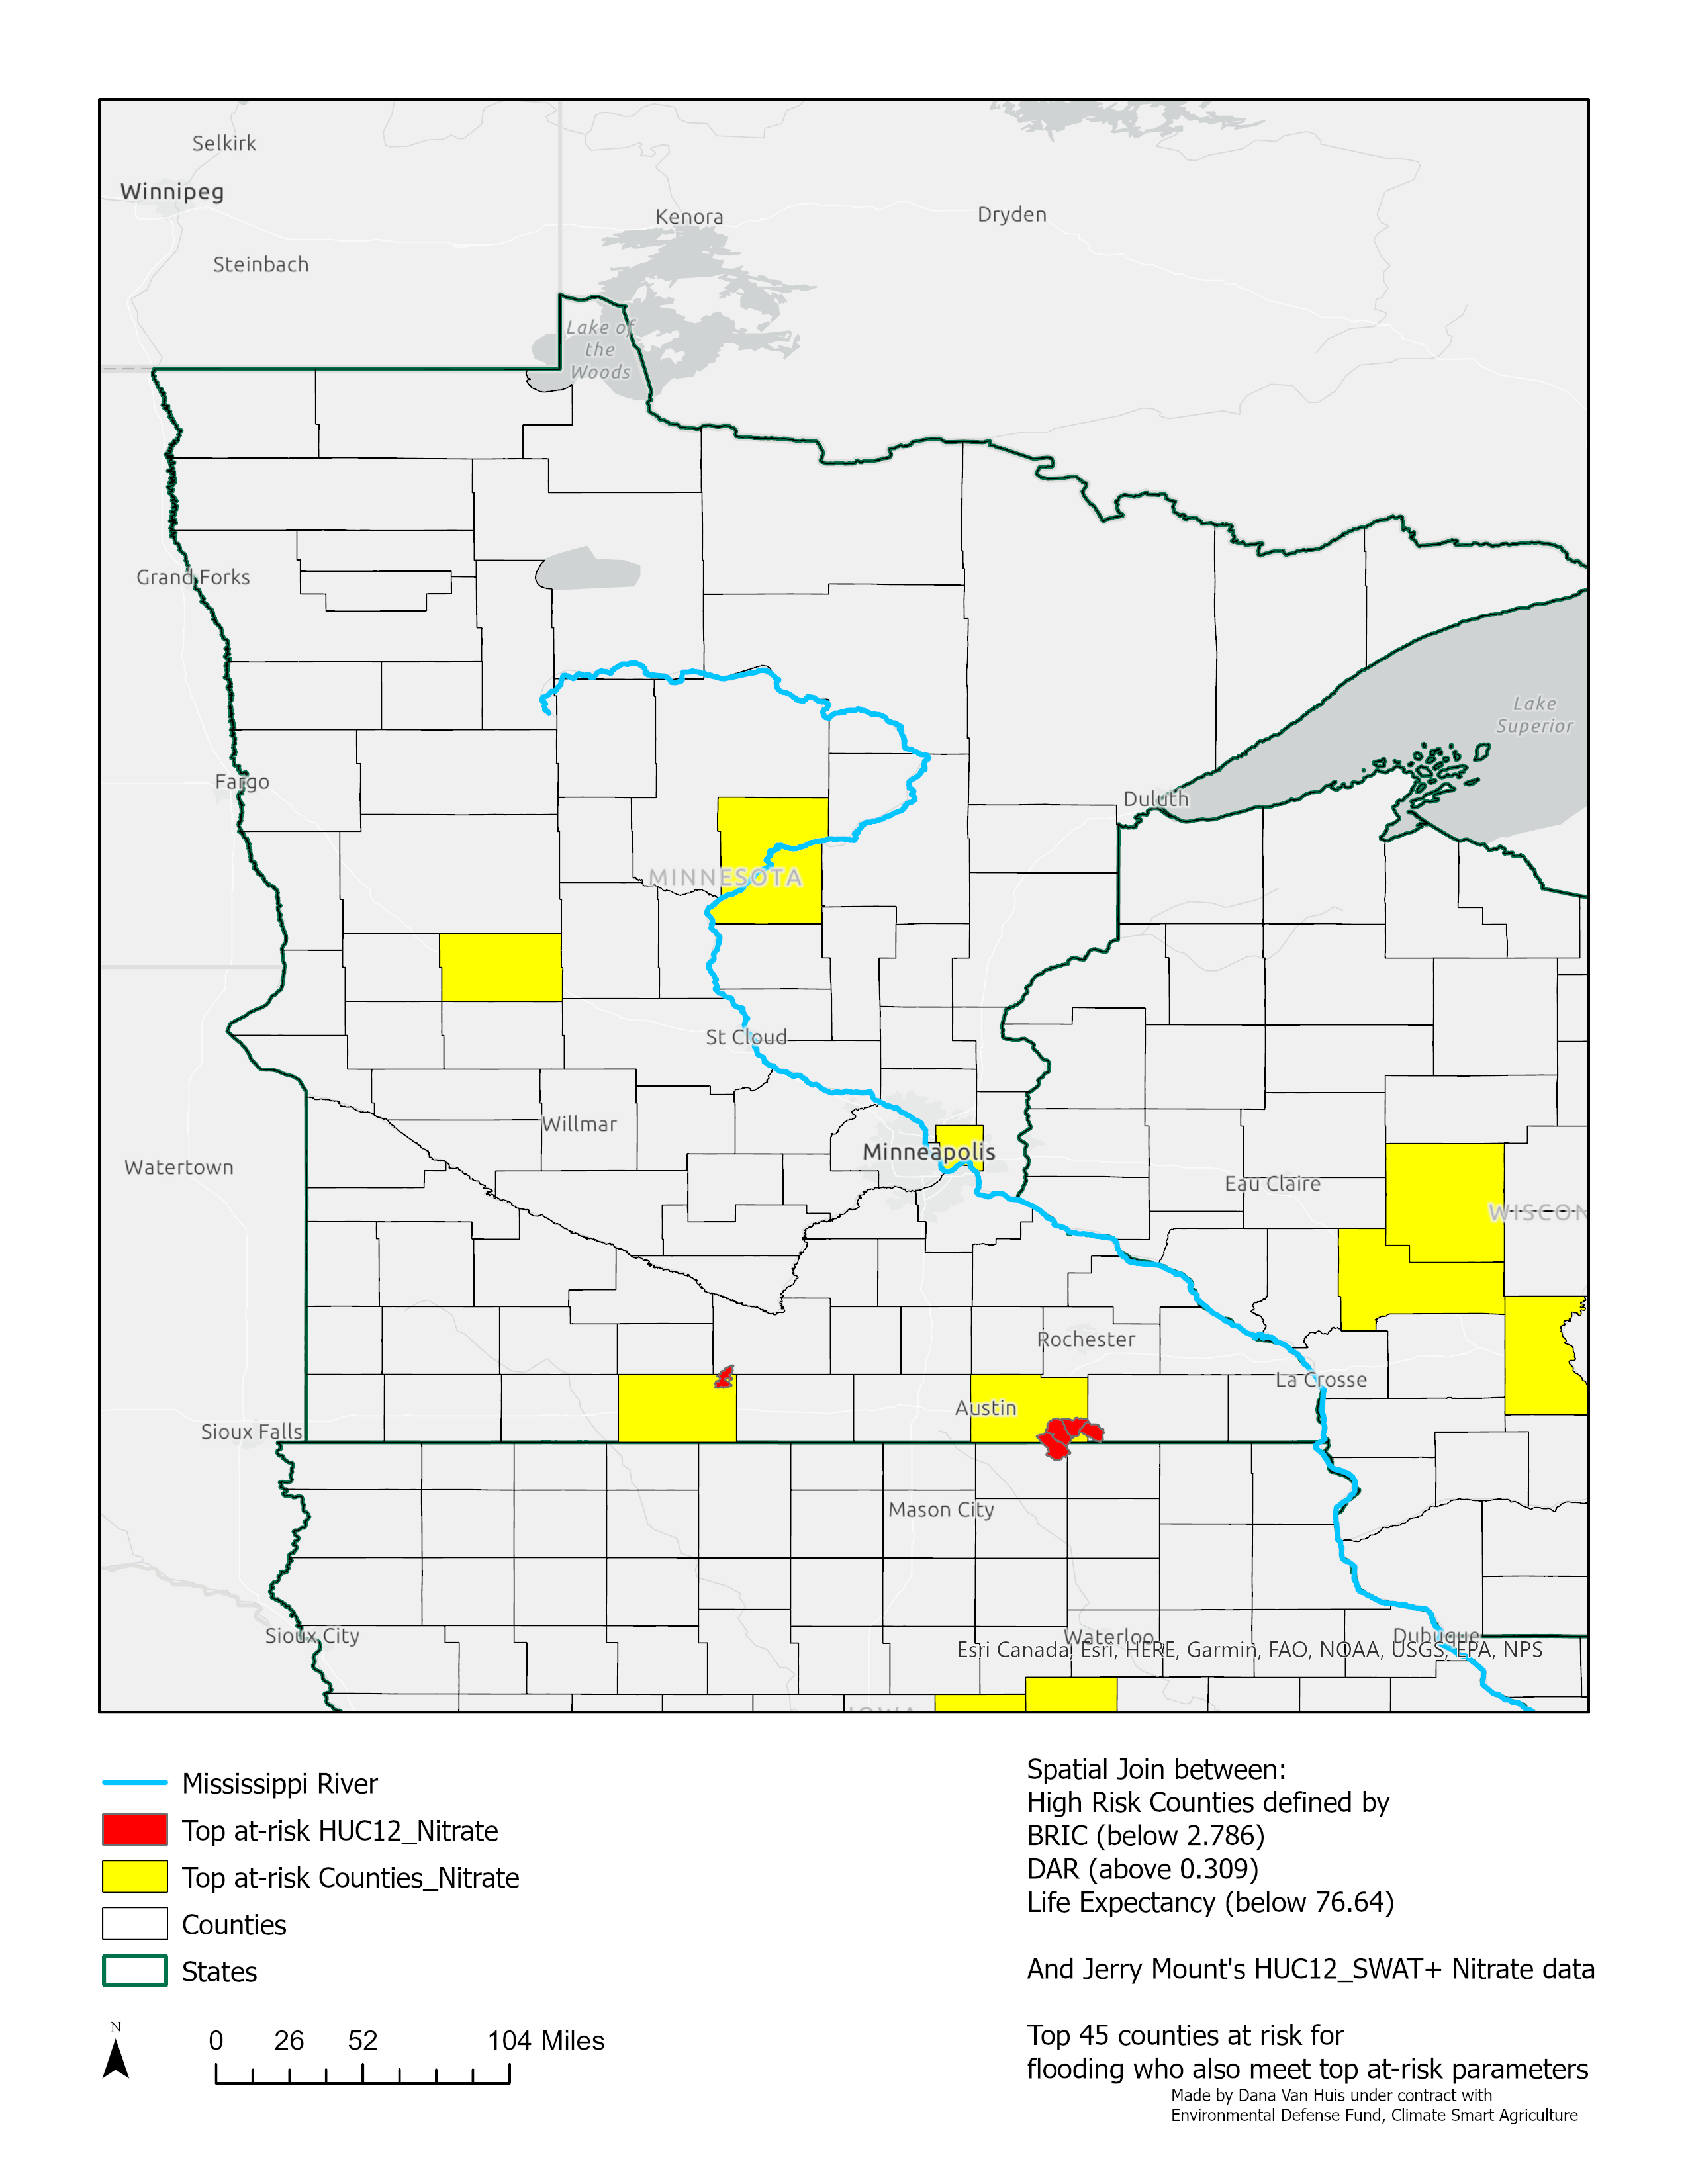 Selkirk
Winnipeg
Kenora
Dryden
Steinbach
Lake of
the
Woods
Grand Forks
Lake
Superior
Fargo
Duluth
MINNESOTA
St Cloud
Willmar
Minneapolis
Watertown
Eau Claire
WISCON
Rochester
La Crosse
Austin
Sioux Falls
Mason City
Sioux City
Waterloo
Dubuque
Esri Canada, Esri, HERE, Garmin, FAO, NOAA, USGS, EPA, NPS
IOWA
Mississippi River
Top at-risk HUC12_Nitrate
Top at-risk Counties_Nitrate
Counties
States
N
0 26 52 104 Miles
Spatial Join between:
High Risk Counties defined by
BRIC (below 2.786)
DAR (above 0.309)
Life Expectancy (below 76.64)
And Jerry Mount's HUC12_SWAT+ Nitrate data
Top 45 counties at risk for
flooding who also meet top at-risk parameters
Made by Dana Van Huis under contract with
Environmental Defense Fund, Climate Smart Agriculture